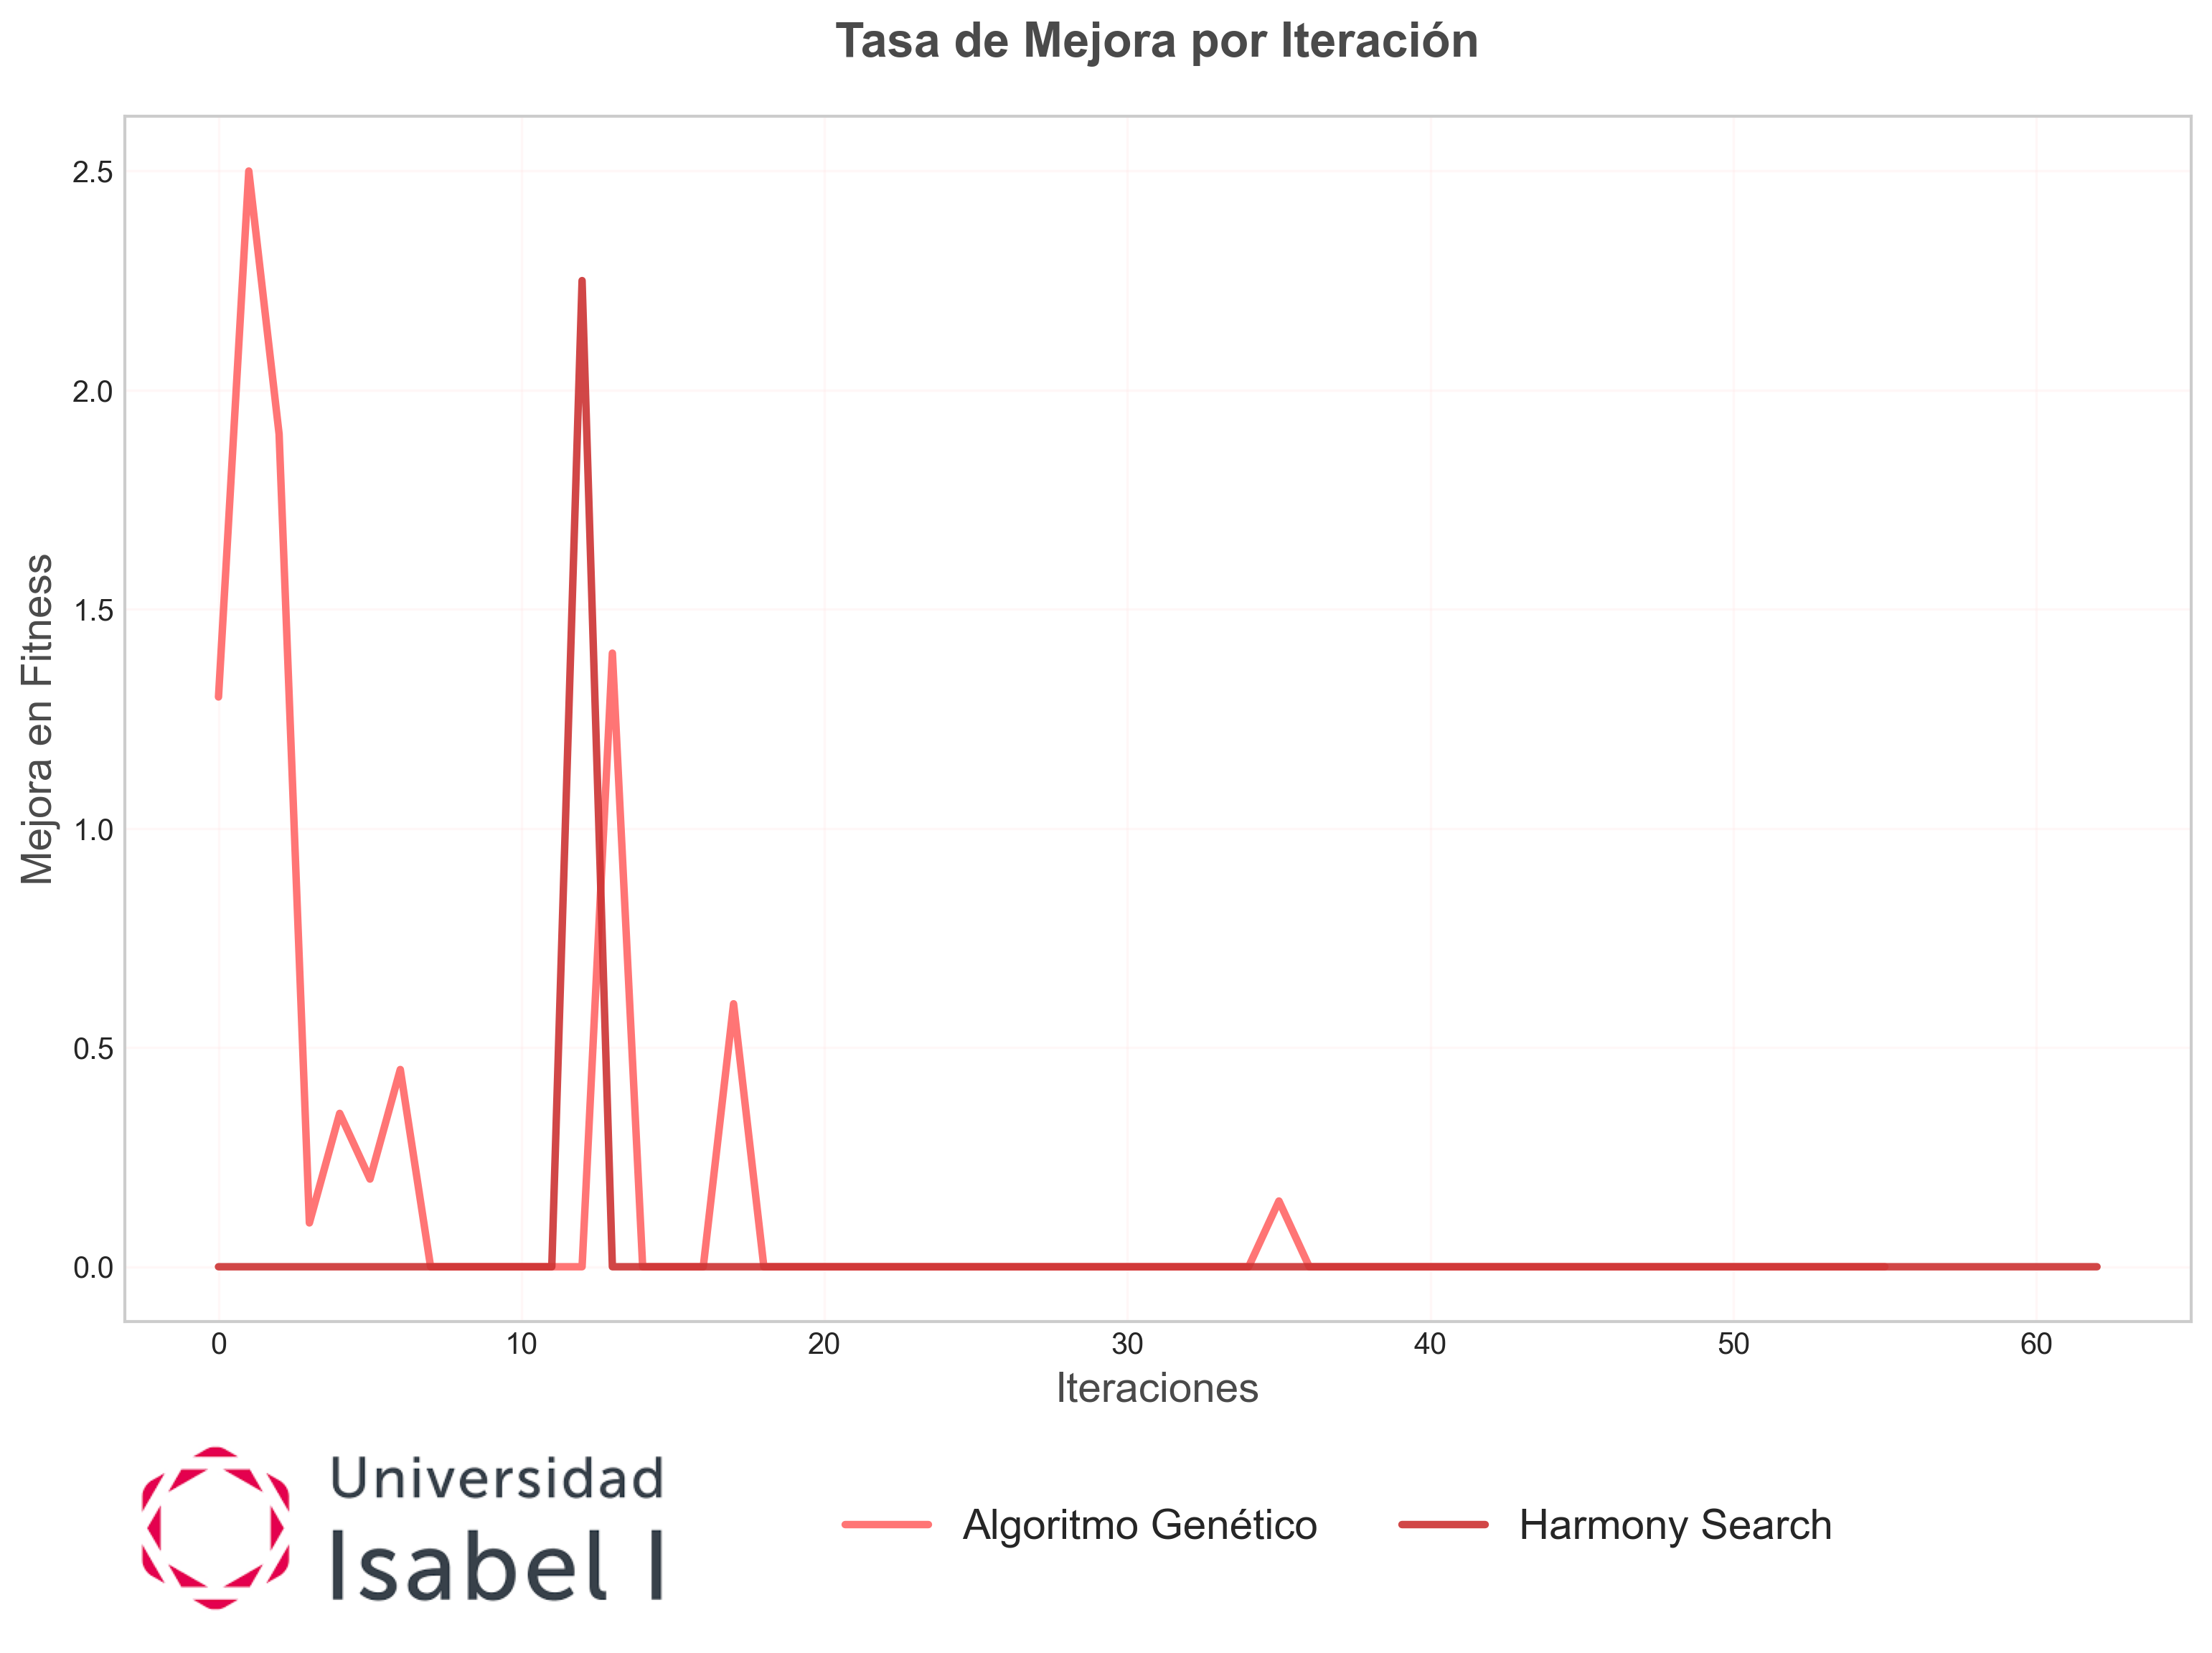 Tasa de Mejora por Iteración
Mejora en Fitness
2.5
2.0
1.5
1.0
0.5
0.0
0 10 20 30 40 50 60
Iteraciones
Universidad
Isabel I
Algoritmo Genético Harmony Search